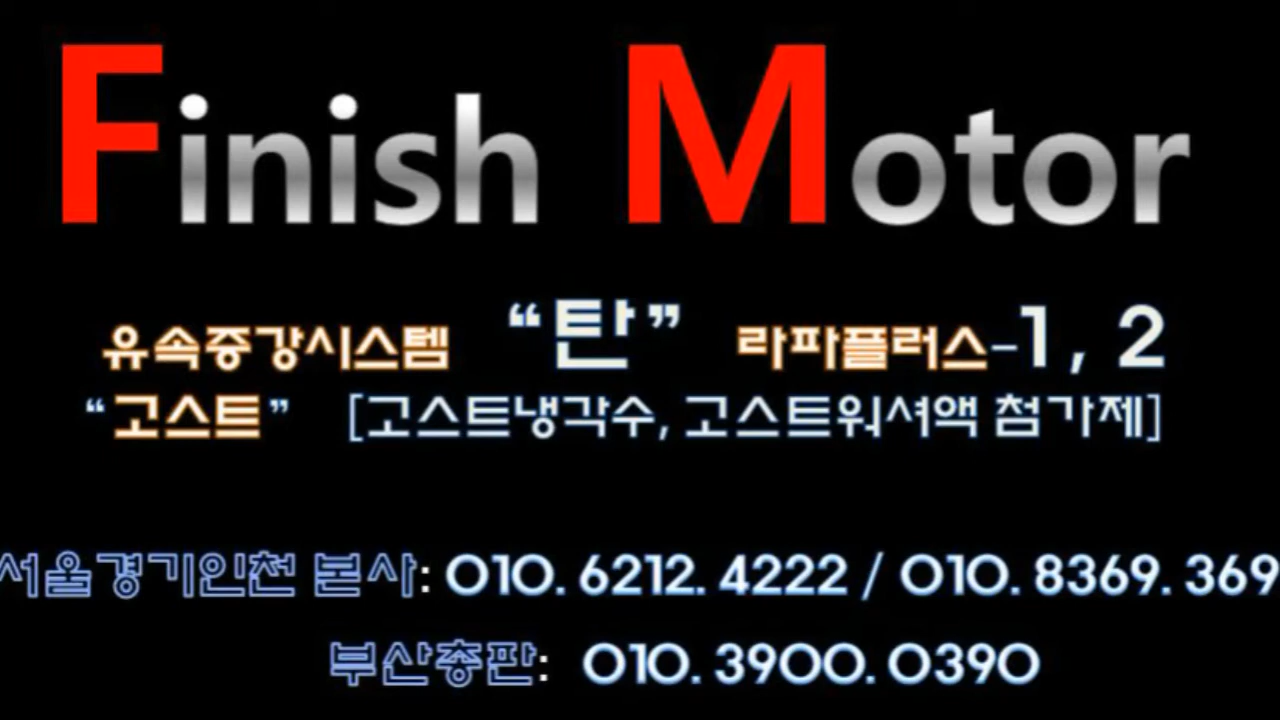 Finish Motor
유속증강시스템 “탄” 라파플러스-1, 2
“고스트” [고스트냉각수, 고스트워셔액 첨가제]
서울경기인천 본사: 010. 6212. 4222 / 010. 8369. 369
부산총판: 010. 3900. 0390